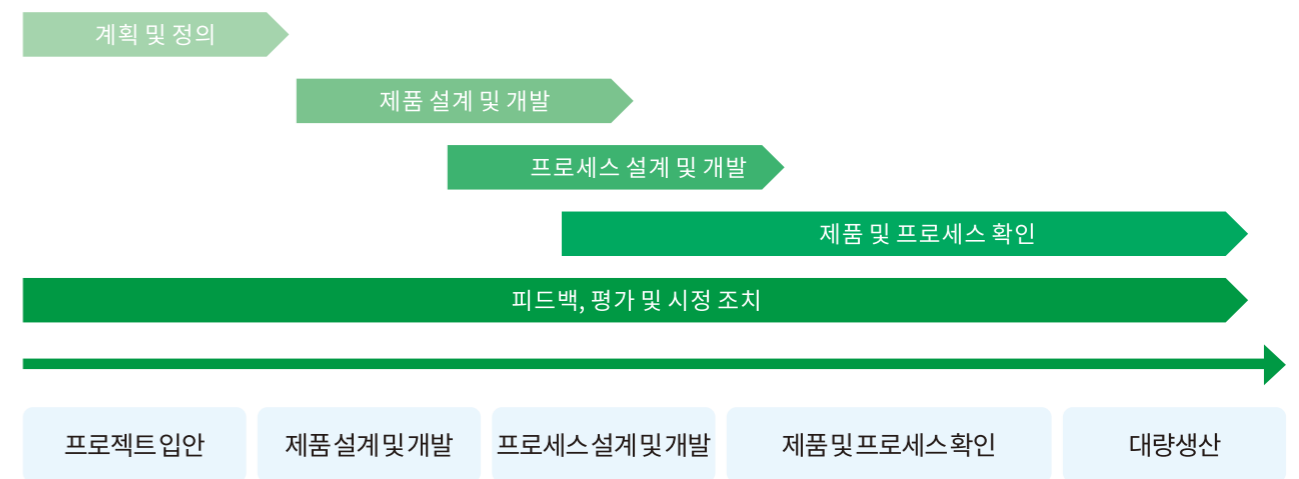 계획 및 정의
제품 설계 및 개발
프로세스 설계 및 개발
제품 및 프로세스 확인
피드백, 평가 및 시정 조치
프로젝트 입안
제품 설계 및 개발
프로세스 설계 및 개발
제품 및 프로세스 확인
대량생산